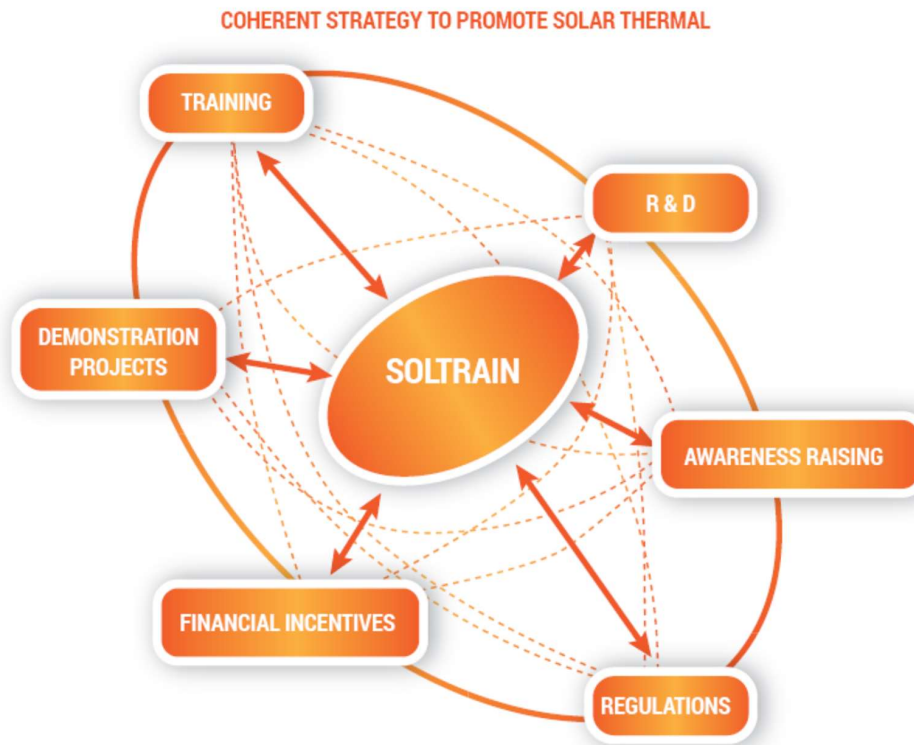 COHERENT STRATEGY TO PROMOTE SOLAR THERMAL
TRAINING
R & D
DEMONSTRATION
PROJECTS
SOLTRAIN
AWARENESS RAISING
FINANCIAL INCENTIVES
REGULATIONS